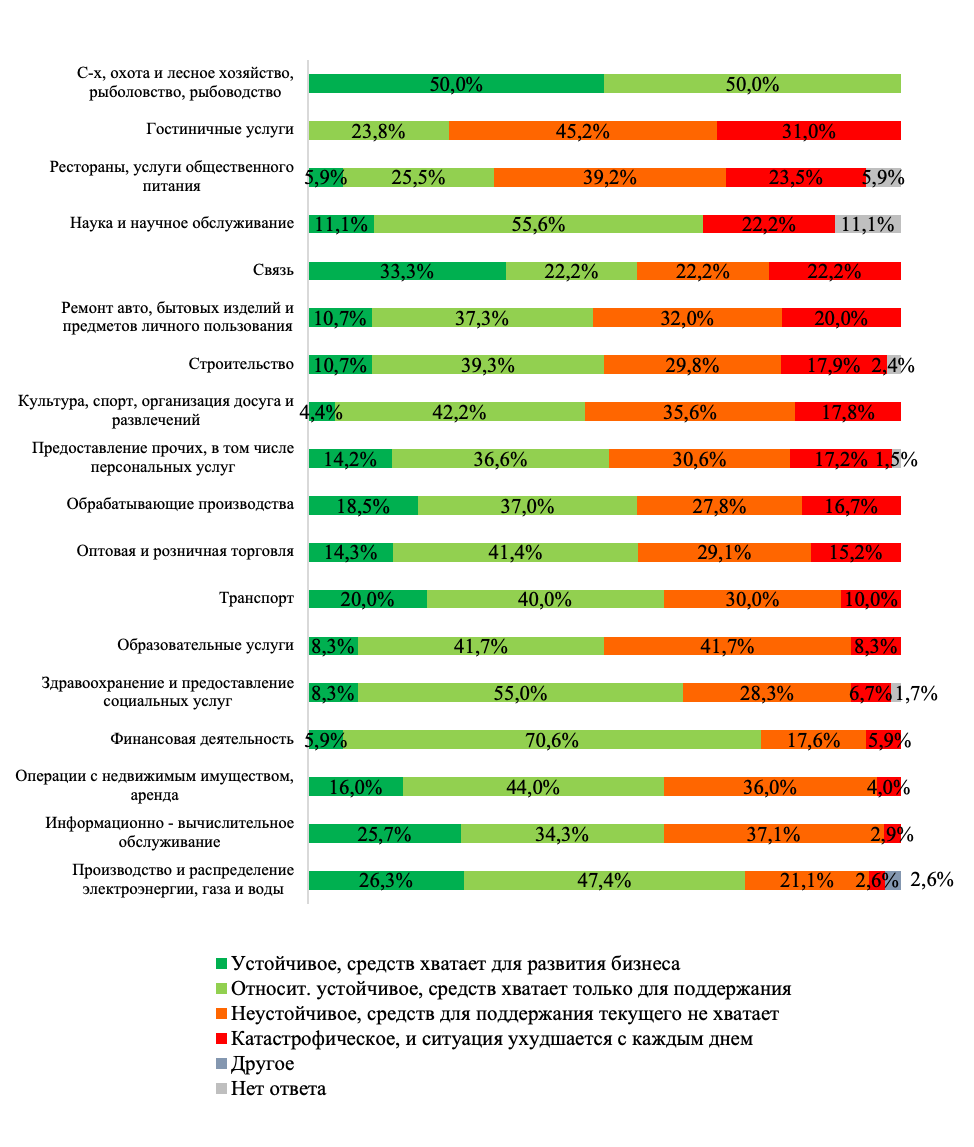 С-х, охота и лесное хозяйство,
рыболовство, рыбоводство
50,0% 50,0%
Гостиничные услуги
23,8% 45,2% 31,0%
Рестораны, услуги общественного
питания
5,9% 25,5% 39,2% 23,5% 5,9%
Наука и научное обслуживание
11,1% 55,6% 22,2% 11,1%
Связь
33,3% 22,2% 22,2% 22,2%
Ремонт авто, бытовых изделий и
предметов личного пользования
10,7% 37,3% 32,0% 20,0%
Строительство
10,7% 39,3% 29,8% 17,9% 2,4%
Культура, спорт, организация досуга и
развлечений
4,4% 42,2% 35,6% 17,8%
Предоставление прочих, в том числе
персональных услуг
14,2% 36,6% 30,6% 17,2% 1,5%
Обрабатывающие производства
18,5% 37,0% 27,8% 16,7%
Оптовая и розничная торговля
14,3% 41,4% 29,1% 15,2%
Транспорт
20,0% 40,0% 30,0% 10,0%
Образовательные услуги
8,3% 41,7% 41,7% 8,3%
Здравоохранение и предоставление
социальных услуг
8,3% 55,0% 28,3% 6,7% 1,7%
Финансовая деятельность
5,9% 70,6% 17,6% 5,9%
Операции с недвижимым имуществом,
аренда
16,0% 44,0% 36,0% 4,0%
Информационно - вычислительное
обслуживание
25,7% 34,3% 37,1% 2,9%
Производство и распределение
электроэнергии, газа и воды
26,3% 47,4% 21,1% 2,6% 2,6%
Устойчивое, средств хватает для развития бизнеса
Относит. устойчивое, средств хватает только для поддержания
Неустойчивое, средств для поддержания текущего не хватает
Катастрофическое, и ситуация ухудшается с каждым днем
Другое
Нет ответа